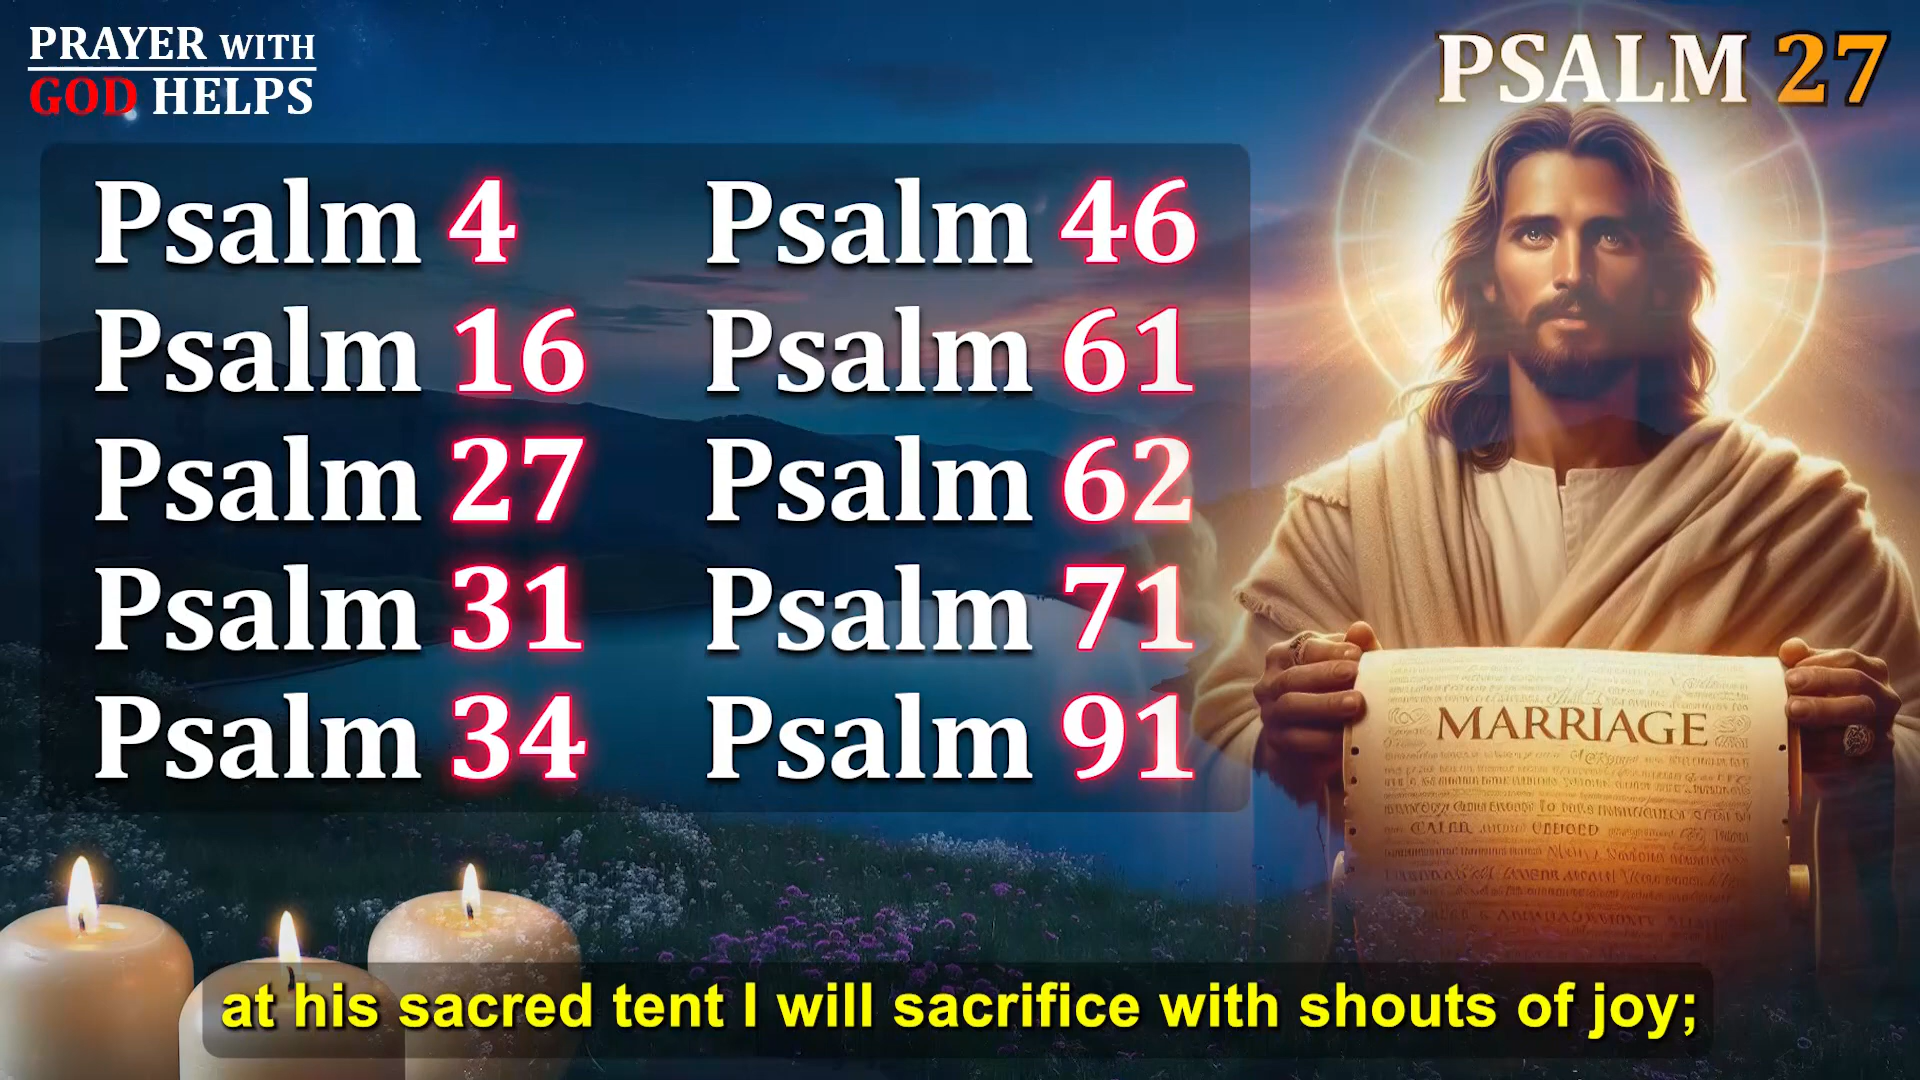 PRAYER WITH
GOD HELPS
PSALM 27
Psalm 4
Psalm 16
Psalm 27
Psalm 31
Psalm 34
Psalm 46
Psalm 61
Psalm 62
Psalm 71
Psalm 91
MARRIAGE
at his sacred tent I will sacrifice with shouts of joy;